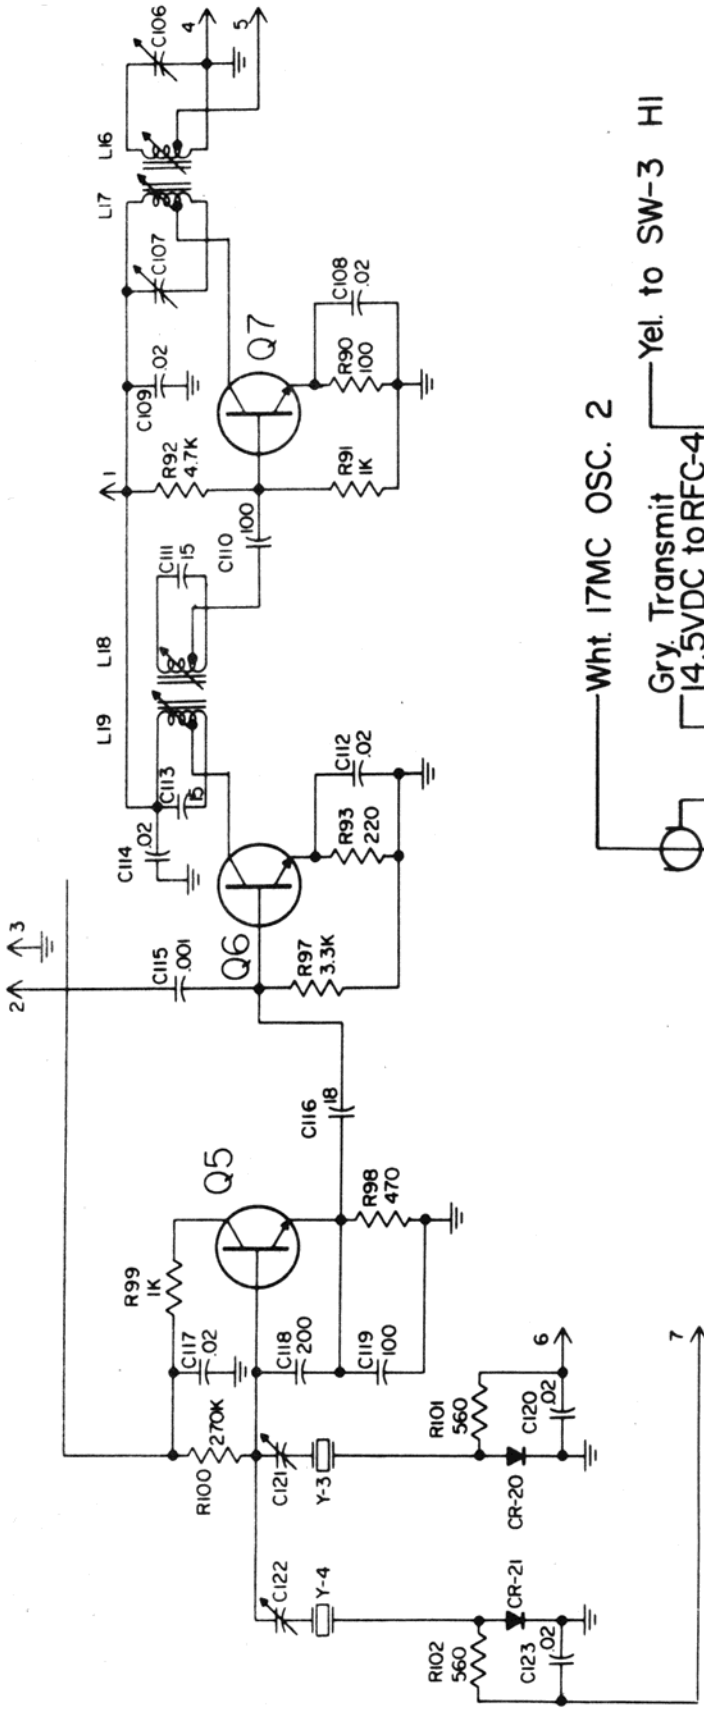 4
5
C106
L16
L17
C107
1
C109
.02
R92
4.7K
Q7
C108
.02
R90
100
R91
1K
C110
100
C111
15
L18
L19
C113
C114
.02
C112
.02
R93
220
Q6
2
3
C115
.001
R97
3.3K
C116
18
Q5
R98
470
R99
1K
C117
.02
C118
200
C119
100
R100
270K
C121
Y-3
R101
560
C120
.02
CR-20
6
C122
Y-4
R102
560
C123
.02
CR-21
7
Wht. 17MC OSC. 2
Gry. Transmit
14.5VDC to RFC-4
Yel. to SW-3 HI